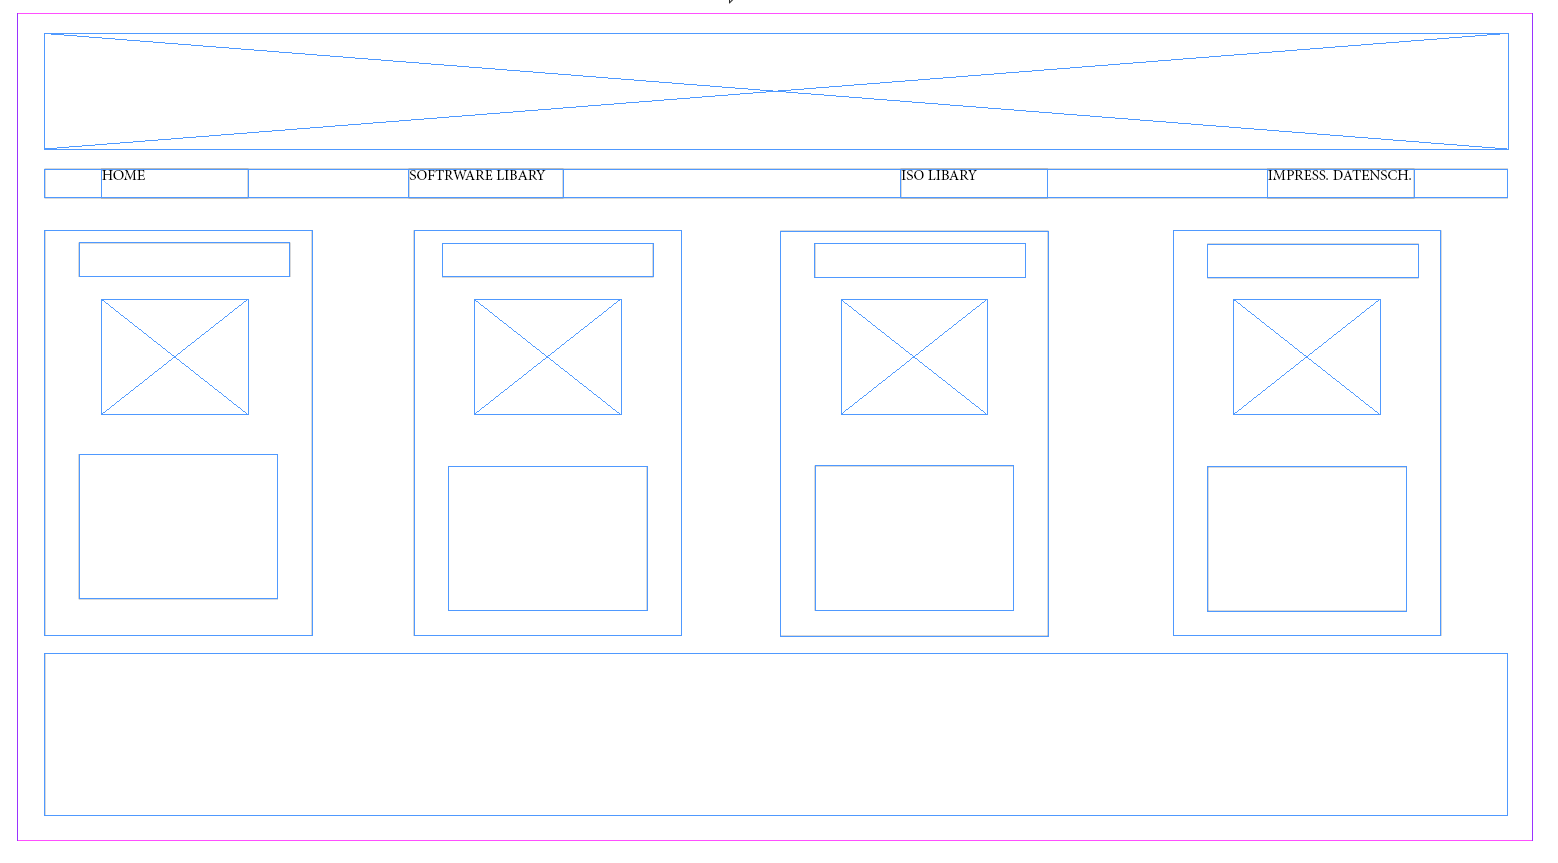 HOME
SOFTRWARE LIBARY
ISO LIBARY
IMPRESS. DATENSCH.